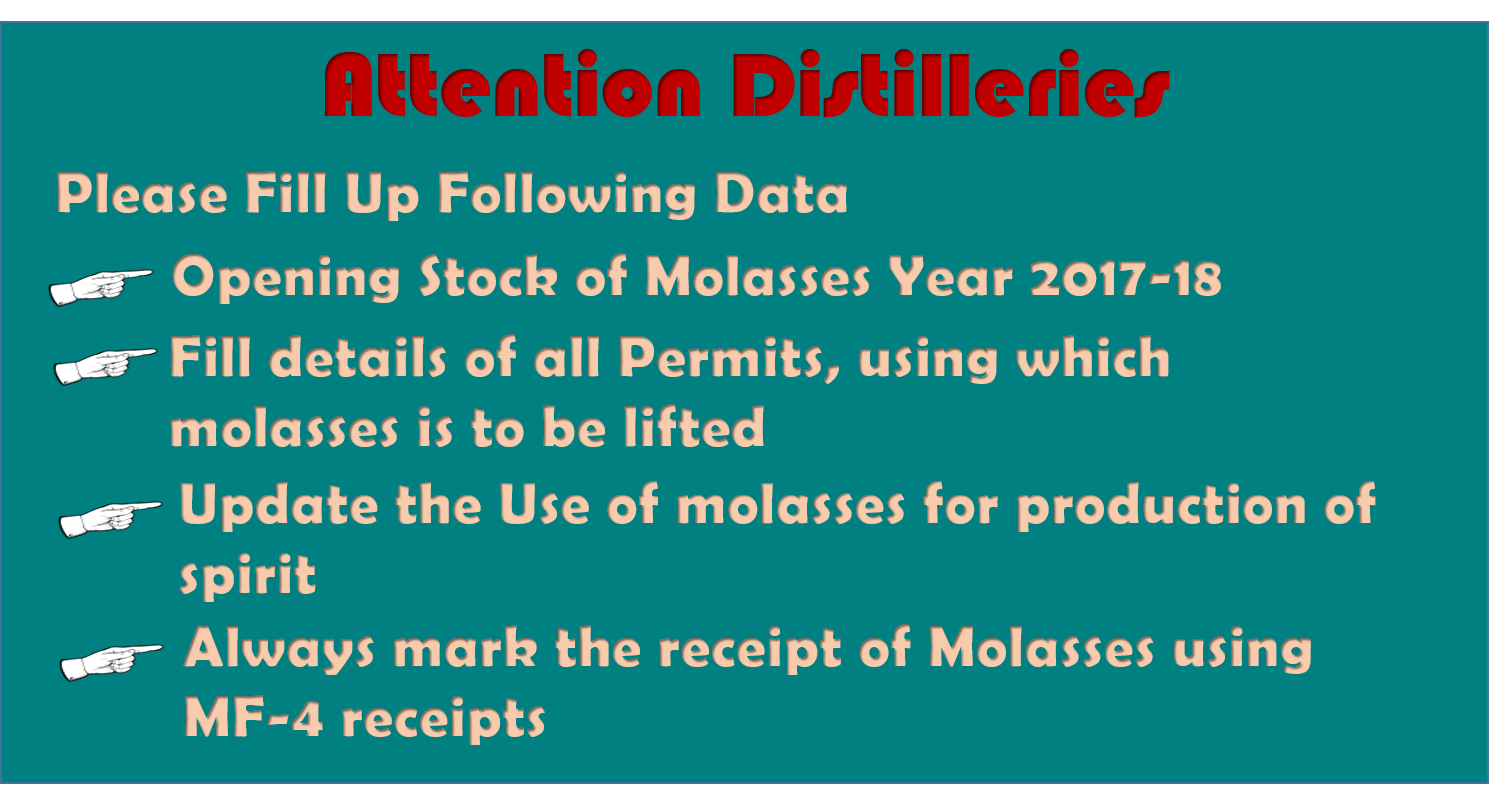 Attention Distilleries
Please Fill Up Following Data
Opening Stock of Molasses Year 2017-18
Fill details of all Permits, using which
molasses is to be lifted
Update the Use of molasses for production of
spirit
Always mark the receipt of Molasses using
MF-4 receipts